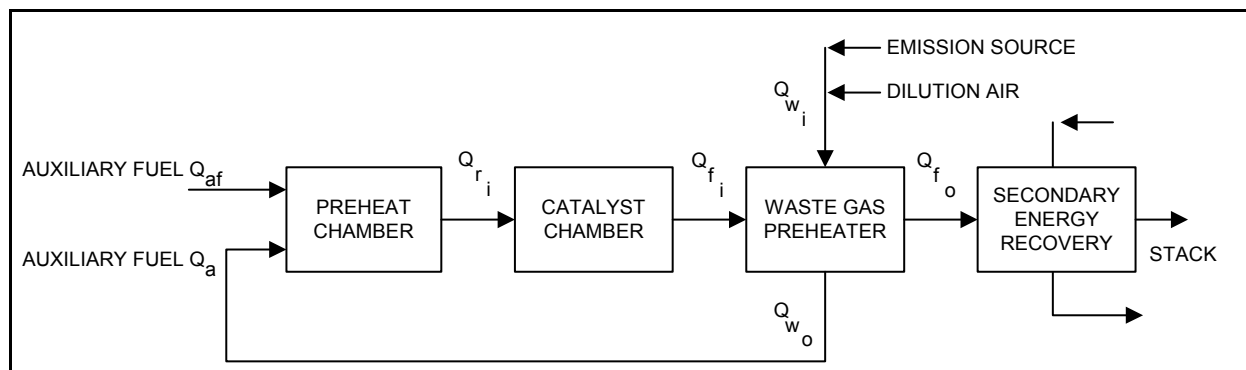 EMISSION SOURCE
DILUTION AIR
Q w i
AUXILIARY FUEL Q af
AUXILIARY FUEL Q a
PREHEAT
CHAMBER
Q r i
CATALYST
CHAMBER
Q f i
WASTE GAS
PREHEATER
Q f o
SECONDARY
ENERGY
RECOVERY
STACK
Q w o